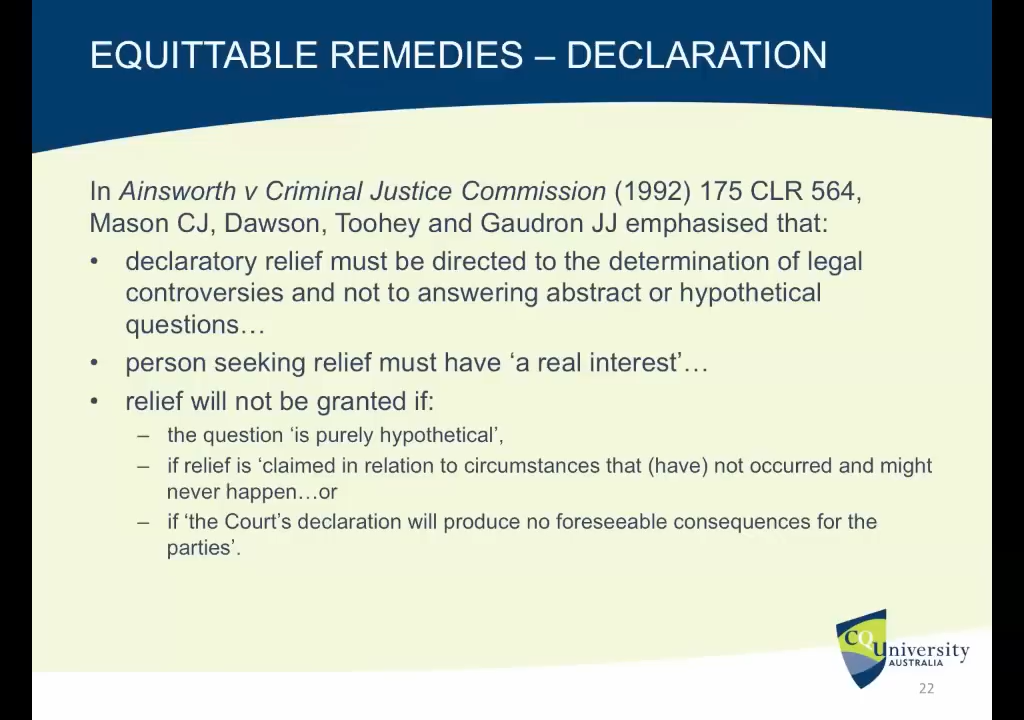 EQUITTABLE REMEDIES – DECLARATION
In Ainsworth v Criminal Justice Commission (1992) 175 CLR 564,
Mason CJ, Dawson, Toohey and Gaudron JJ emphasised that:
• declaratory relief must be directed to the determination of legal
controversies and not to answering abstract or hypothetical
questions…
• person seeking relief must have ‘a real interest’…
• relief will not be granted if:
– the question ‘is purely hypothetical’,
– if relief is ‘claimed in relation to circumstances that (have) not occurred and might
never happen…or
– if ‘the Court’s declaration will produce no foreseeable consequences for the
parties’.
CQUniversity
AUSTRALIA
22